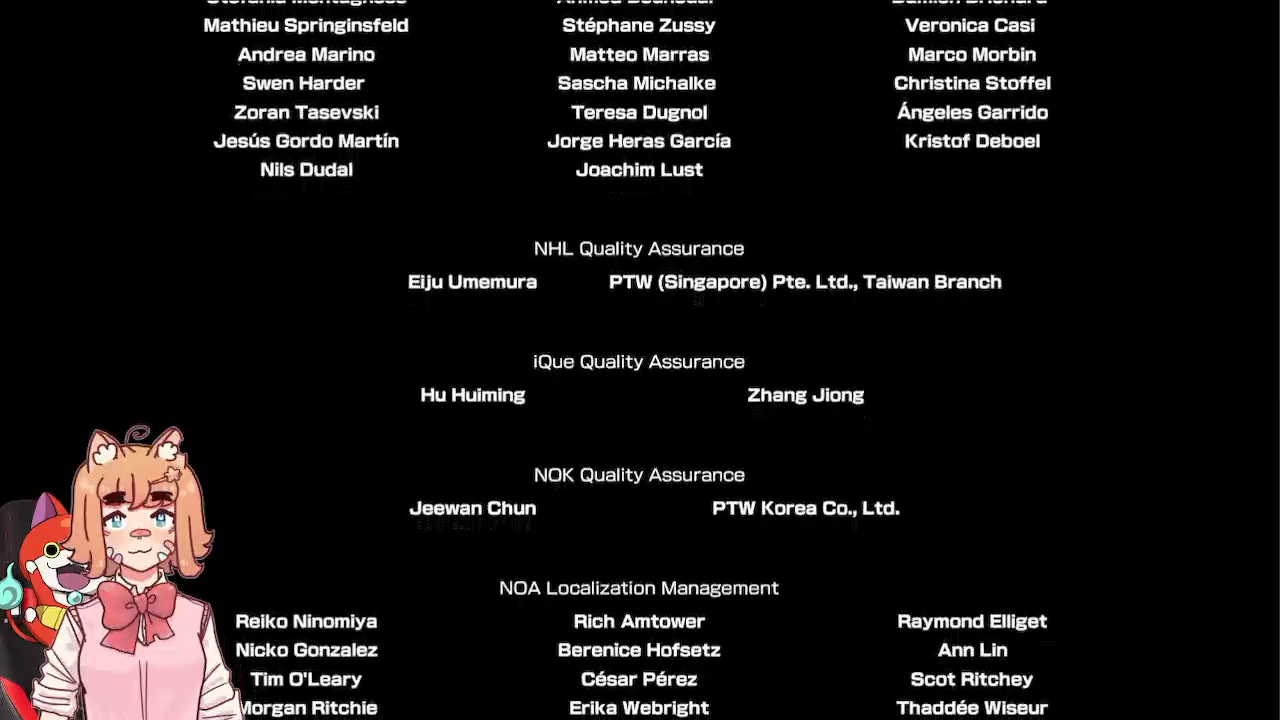 Mathieu Springinsfeld Stéphane Zussy Veronica Casi
Andrea Marino Matteo Marras Marco Morbin
Swen Harder Sascha Michalke Christina Stoffel
Zoran Tasevski Teresa Dugnol Ángeles Garrido
Jesús Gordo Martín Jorge Heras García Kristof Deboel
Nils Dudal Joachim Lust
NHL Quality Assurance
Eiju Umemura PTW (Singapore) Pte. Ltd., Taiwan Branch
iQue Quality Assurance
Hu Huiming Zhang Jiong
NOK Quality Assurance
Jeewan Chun PTW Korea Co., Ltd.
NOA Localization Management
Reiko Ninomiya Rich Amtower Raymond Elliget
Nicko Gonzalez Berenice Hofsetz Ann Lin
Tim O'Leary César Pérez Scot Ritchey
Morgan Ritchie Erika Webright Thaddée Wiseur